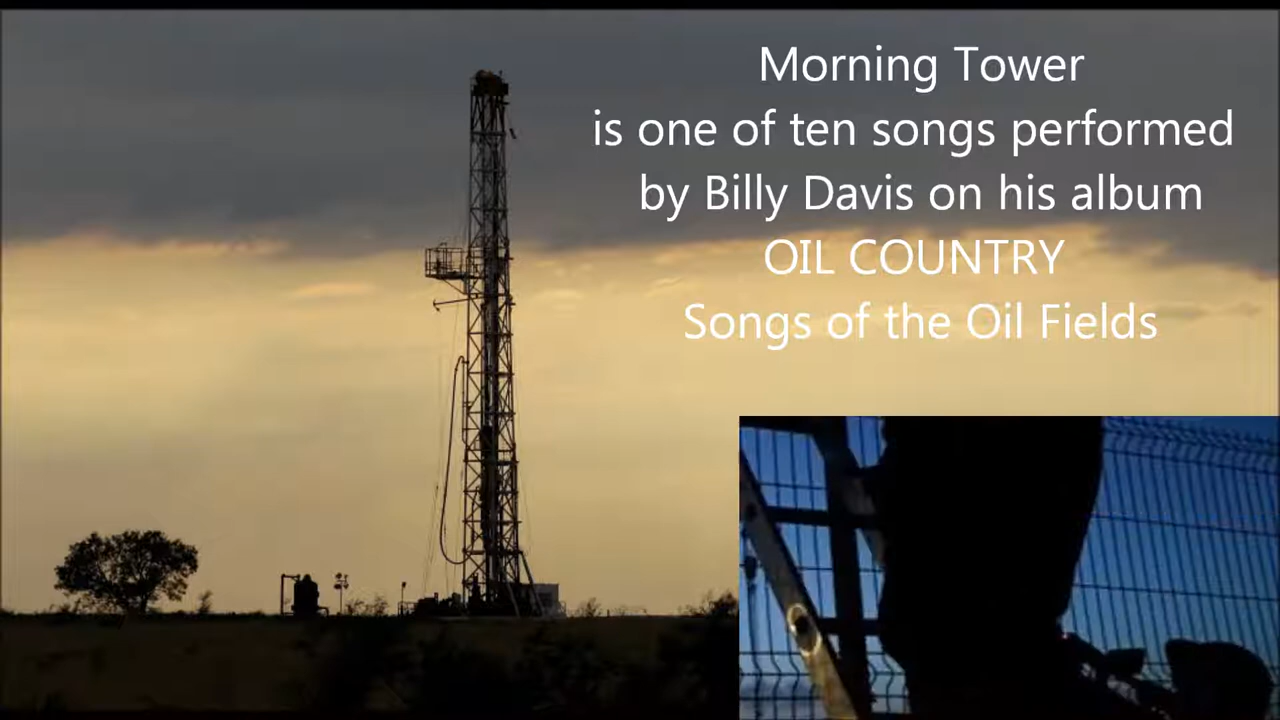 Morning Tower
is one of ten songs performed
by Billy Davis on his album
OIL COUNTRY
Songs of the Oil Fields